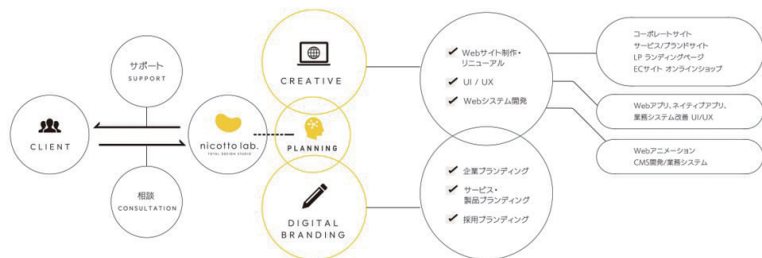 サポート
SUPPORT
CLIENT
相談
CONSULTATION
nicotto lab.
TOTAL DESIGN STUDIO
CREATIVE
PLANNING
DIGITAL
BRANDING
Webサイト制作・
リニューアル
UI / UX
Webシステム開発
企業ブランディング
サービス・
製品ブランディング
採用ブランディング
コーポレートサイト
サービス/ブランドサイト
LP ランディングページ
ECサイト オンラインショップ
Webアプリ、ネイティブアプリ、
業務システム改善 UI/UX
Webアニメーション
CMS開発/業務システム